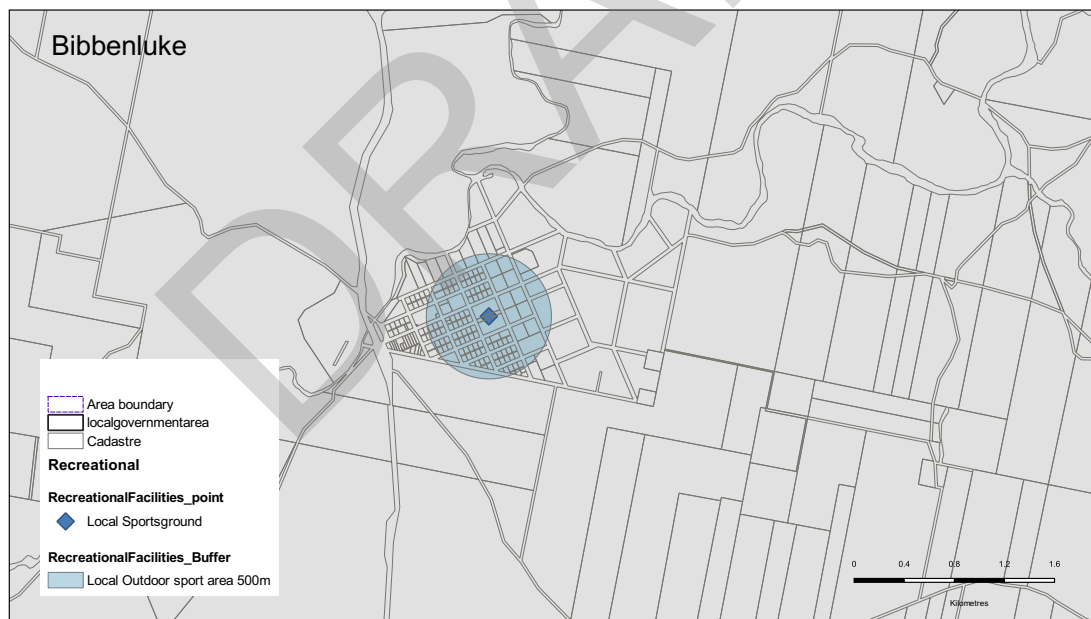 Bibbenluke
DRA
Area boundary
localgovernmentarea
Cadastre
Recreational
RecreationalFacilities_point
Local Sportsground
RecreationalFacilities_Buffer
Local Outdoor sport area 500m
0 0.4 0.8 1.2 1.6
Kilometres